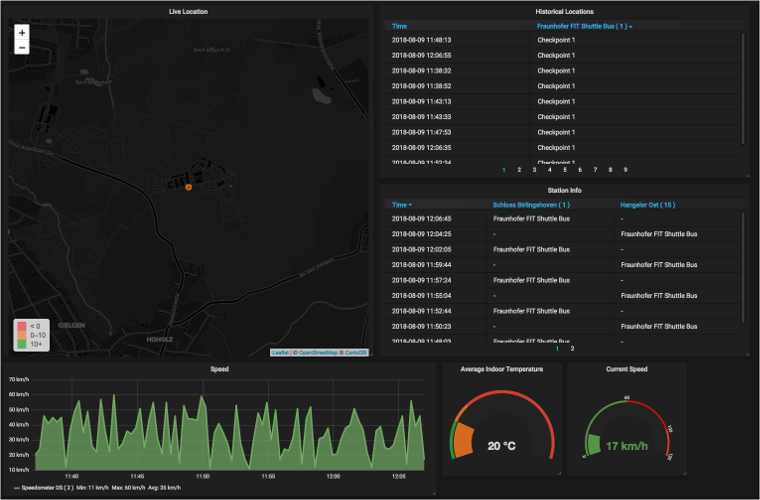 Live Location
+
−
GIELDEN
HOHOLZ
< 0
0–10
10+
Leaflet | © OpenStreetMap © CartoDB
Historical Locations
Time Fraunhofer FIT Shuttle Bus ( 1 )
2018-08-09 11:48:13 Checkpoint 1
2018-08-09 12:06:55 Checkpoint 1
2018-08-09 11:38:32 Checkpoint 1
2018-08-09 11:38:52 Checkpoint 1
2018-08-09 11:43:13 Checkpoint 1
2018-08-09 11:43:33 Checkpoint 1
2018-08-09 11:47:53 Checkpoint 1
2018-08-09 12:06:35 Checkpoint 1
2018-08-09 11:52:34 Checkpoint 1
1 2 3 4 5 6 7 8 9
Station Info
Time Schloss Birlinghoven ( 1 ) Hangelar Ost ( 15 )
2018-08-09 12:06:45 Fraunhofer FIT Shuttle Bus -
2018-08-09 12:04:25 - Fraunhofer FIT Shuttle Bus
2018-08-09 12:02:05 Fraunhofer FIT Shuttle Bus -
2018-08-09 11:59:44 - Fraunhofer FIT Shuttle Bus
2018-08-09 11:57:24 Fraunhofer FIT Shuttle Bus -
2018-08-09 11:55:04 - Fraunhofer FIT Shuttle Bus
2018-08-09 11:52:44 Fraunhofer FIT Shuttle Bus -
2018-08-09 11:50:23 - Fraunhofer FIT Shuttle Bus
2018-08-09 11:48:03 Fraunhofer FIT Shuttle Bus -
1 2
Speed
70 km/h
60 km/h
50 km/h
40 km/h
30 km/h
20 km/h
10 km/h
11:40 11:45 11:50 11:55 12:00 12:05
Speedometer DS ( 2 ) Min: 11 km/h Max: 60 km/h Avg: 35 km/h
Average Indoor Temperature
20 °C
Current Speed
60
100
120
17 km/h